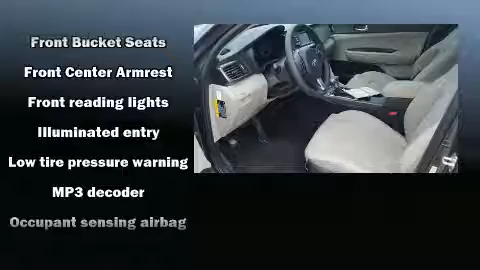 Front Bucket Seats
Front Center Armrest
Front reading lights
Illuminated entry
Low tire pressure warning
MP3 decoder
Occupant sensing airbag